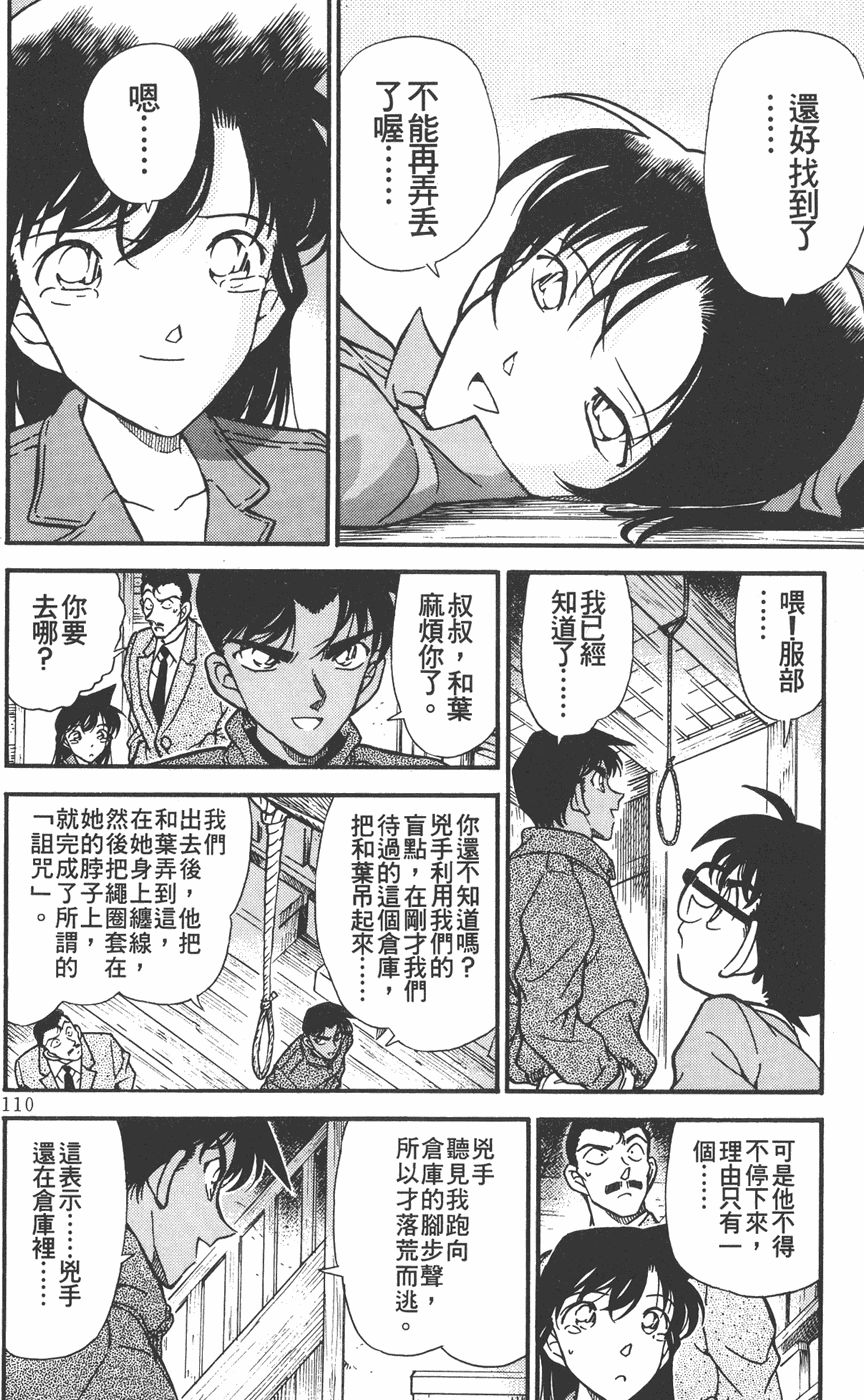 還好找到了
……
不能再弄丟
了喔……
嗯……
喂！服部
……
我已經
知道了……
叔叔，和葉
麻煩你了。
你要
去哪？
你還不知道嗎？
兇手利用我們的
盲點，在剛才我們
待過的這個倉庫，
把和葉吊起來……
我們
出去後，他把
和葉弄到這，
在她身上纏線，
然後把繩圈套在
她的脖子上，
就完成了所謂的
「詛咒」。
可是他不得
不停下來，
理由只有一
個……
兇手
聽見我跑向
倉庫的腳步聲，
所以才落荒而逃。
這表示……兇手
還在倉庫裡……
110